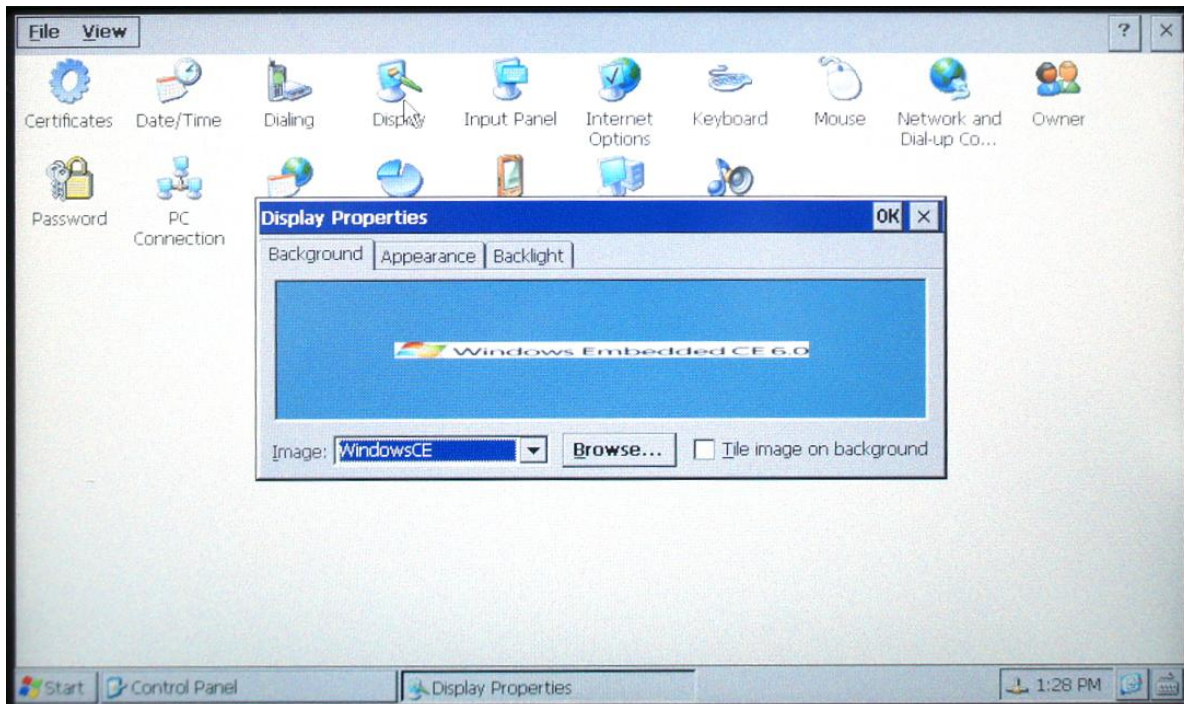 File View
? ×
Certificates Date/Time Dialing Display Input Panel Internet Options Keyboard Mouse Network and Dial-up Co... Owner
Password PC Connection
Display Properties OK ×
Background Appearance Backlight
Windows Embedded CE 6.0
Image: WindowsCE Browse... Tile image on background
Start Control Panel Display Properties 1:28 PM